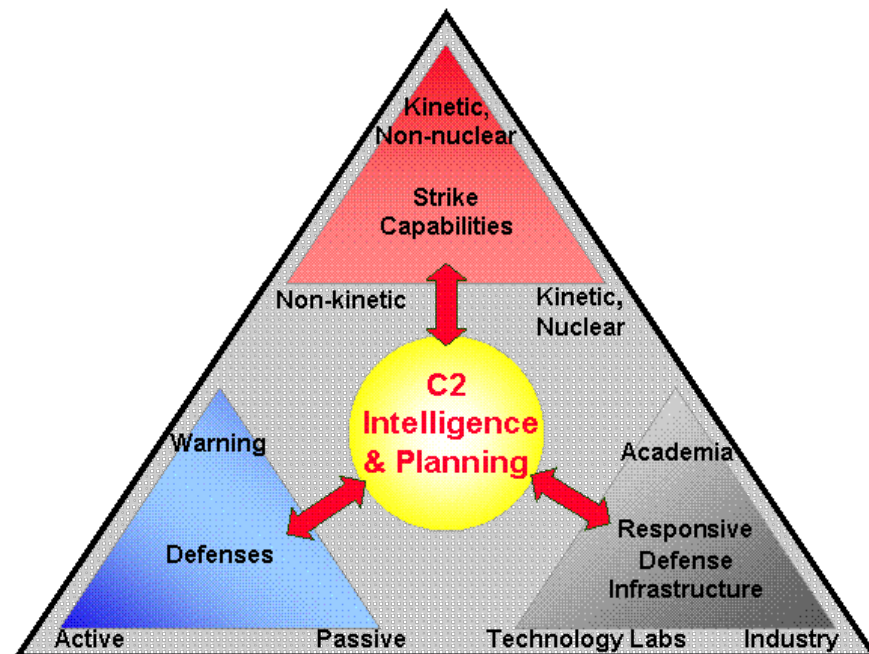 Kinetic,
Non-nuclear
Strike
Capabilities
Non-kinetic
Kinetic,
Nuclear
C2
Intelligence
& Planning
Warning
Defenses
Active
Passive
Academia
Responsive
Defense
Infrastructure
Technology Labs
Industry